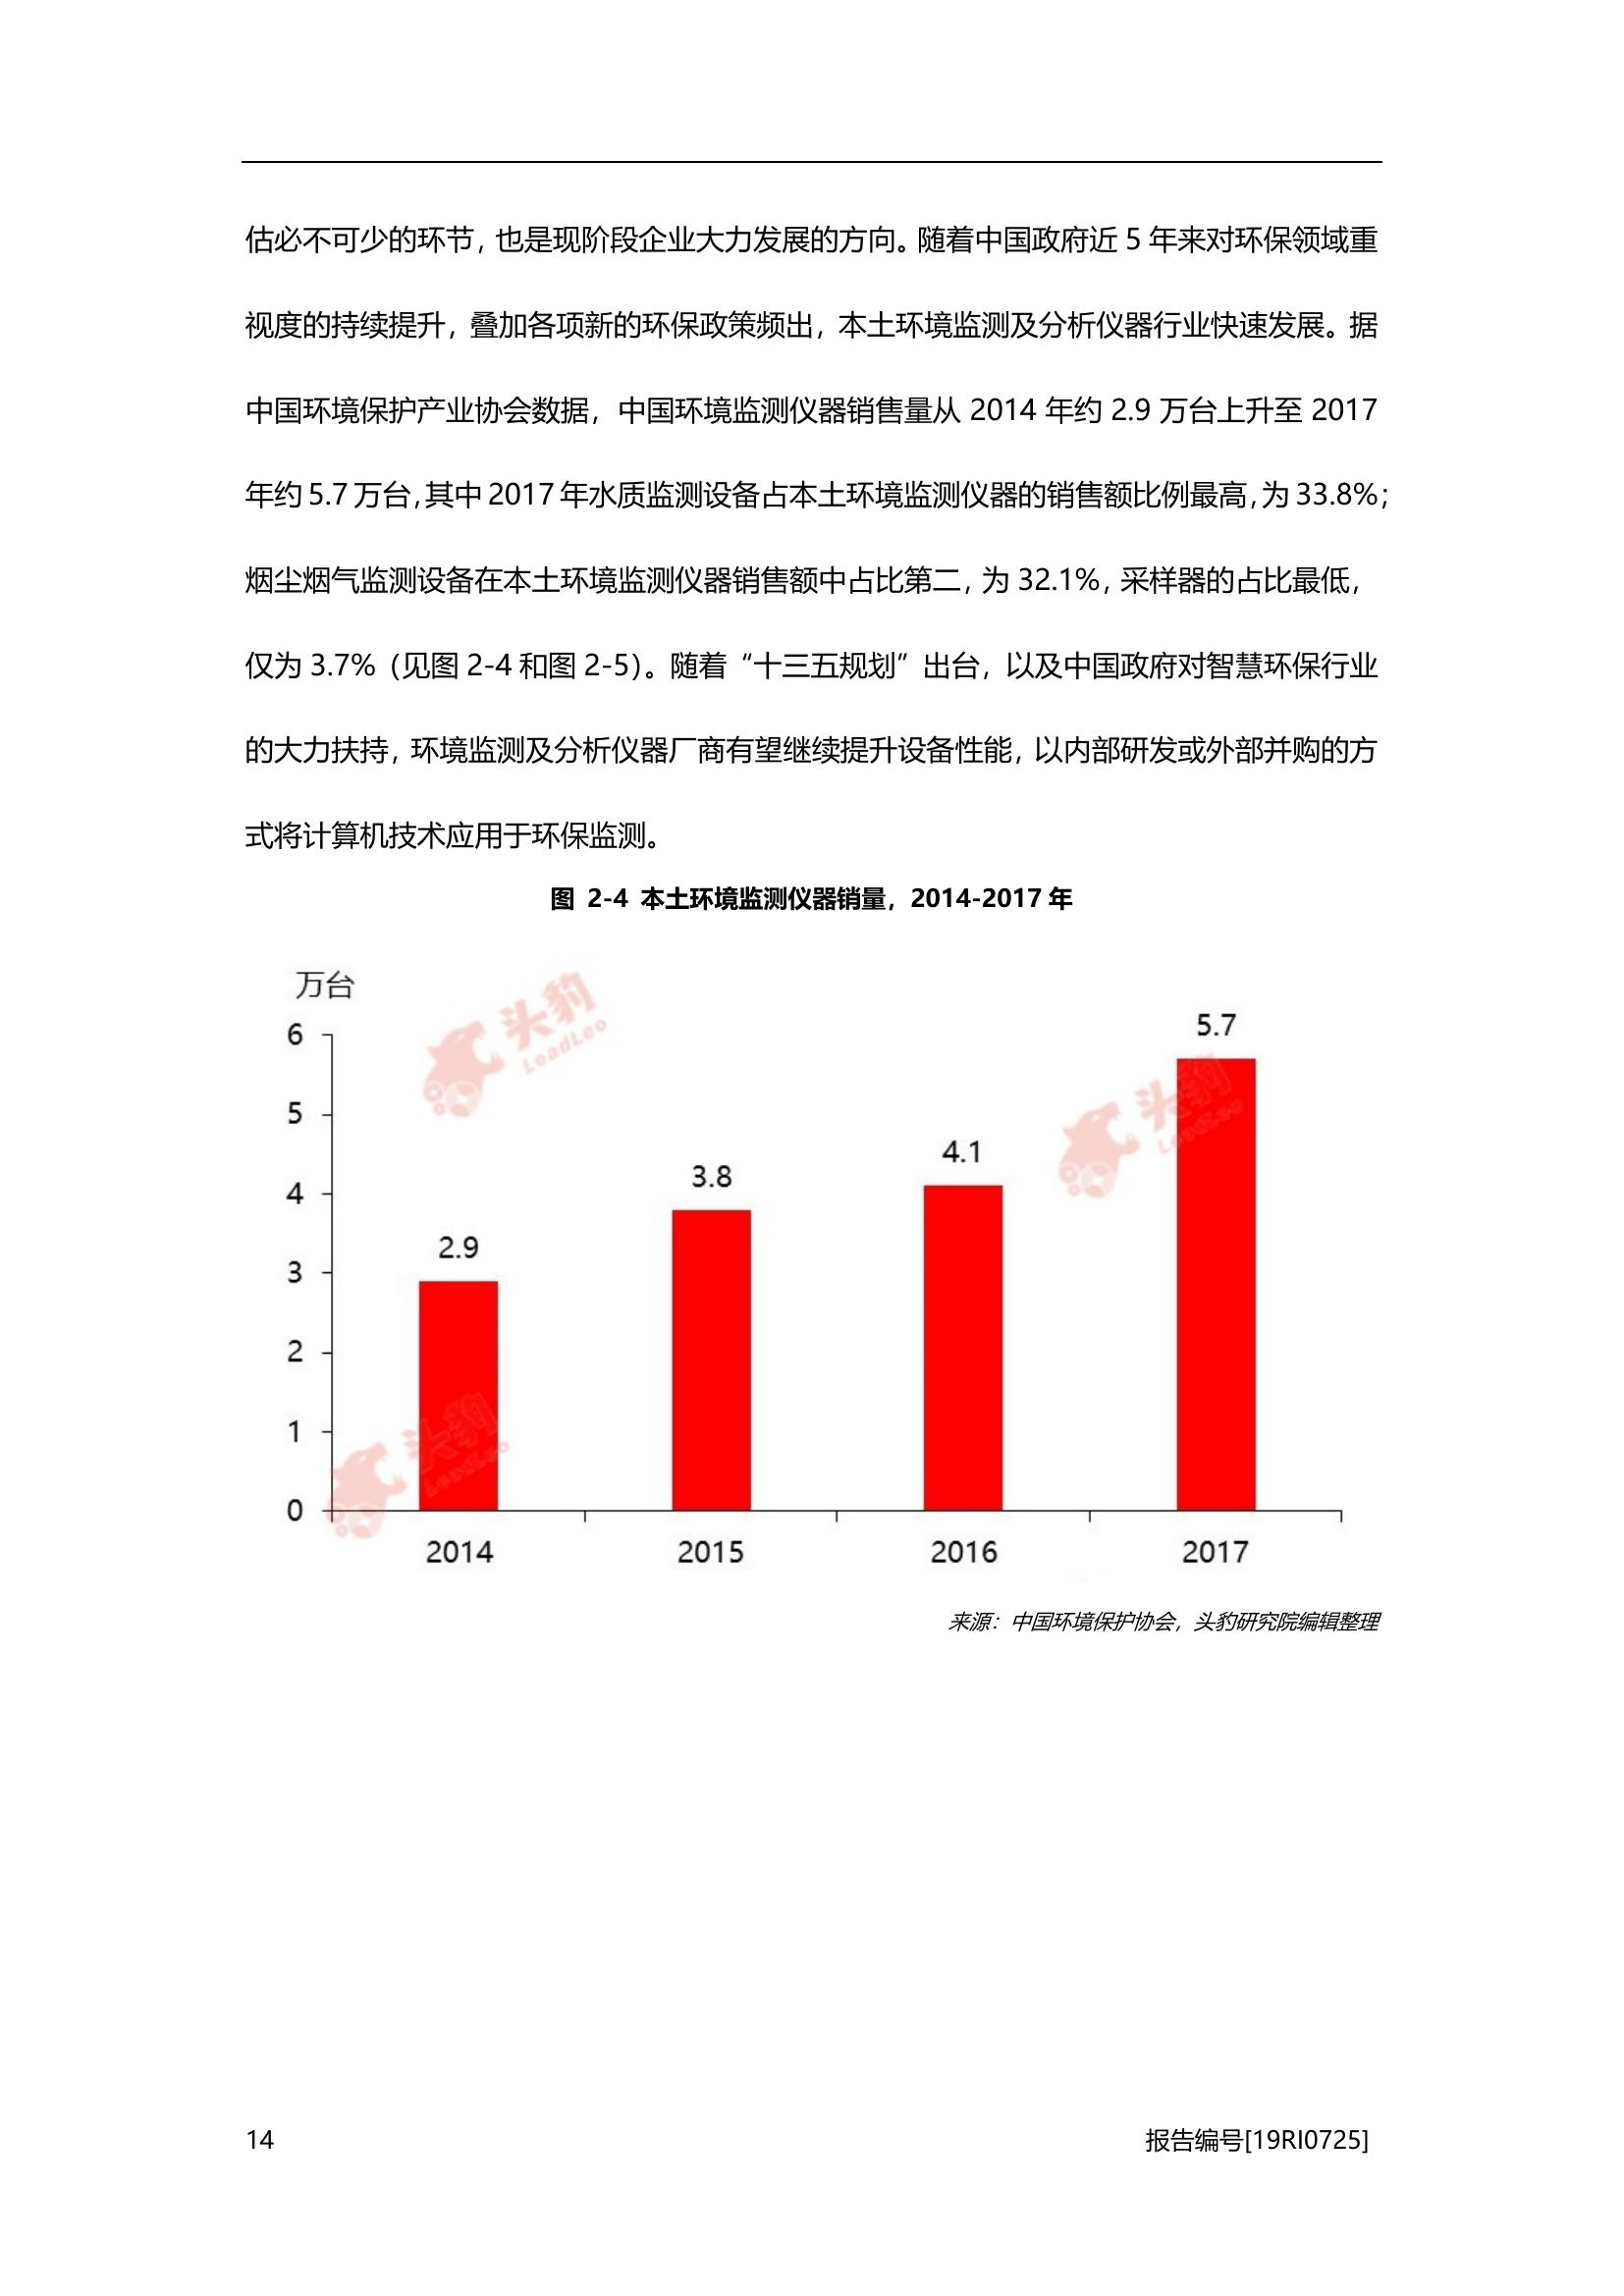 估必不可少的环节，也是现阶段企业大力发展的方向。随着中国政府近 5 年来对环保领域重
视度的持续提升，叠加各项新的环保政策频出，本土环境监测及分析仪器行业快速发展。据
中国环境保护产业协会数据，中国环境监测仪器销售量从 2014 年约 2.9 万台上升至 2017
年约 5.7 万台，其中 2017 年水质监测设备占本土环境监测仪器的销售额比例最高，为 33.8%；
烟尘烟气监测设备在本土环境监测仪器销售额中占比第二，为 32.1%，采样器的占比最低，
仅为 3.7%（见图 2-4 和图 2-5）。随着“十三五规划”出台，以及中国政府对智慧环保行业
的大力扶持，环境监测及分析仪器厂商有望继续提升设备性能，以内部研发或外部并购的方
式将计算机技术应用于环保监测。
图 2-4 本土环境监测仪器销量，2014-2017 年
万台
头豹
LeadLeo
6
5
4
3
2
1
0
2.9
3.8
4.1
5.7
头豹
LeadLeo
头豹
LeadLeo
2014
2015
2016
2017
来源：中国环境保护协会，头豹研究院编辑整理
14
报告编号[19RI0725]